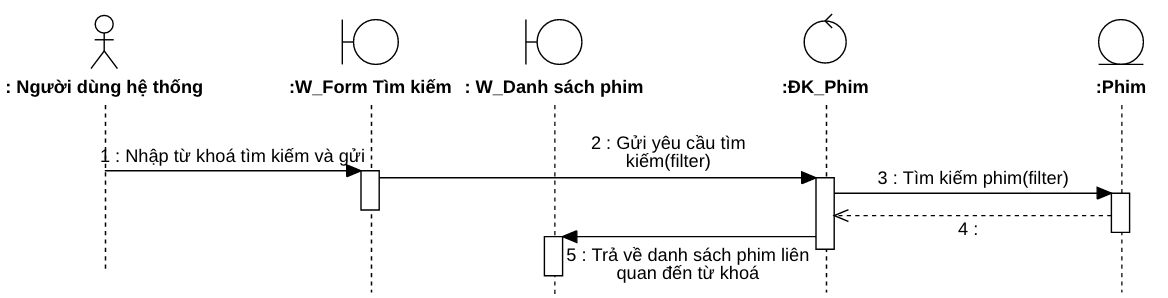 : Người dùng hệ thống
:W_Form Tìm kiếm
: W_Danh sách phim
:ĐK_Phim
:Phim
1 : Nhập từ khoá tìm kiếm và gửi
2 : Gửi yêu cầu tìm
kiếm(filter)
3 : Tìm kiếm phim(filter)
4 :
5 : Trả về danh sách phim liên
quan đến từ khoá